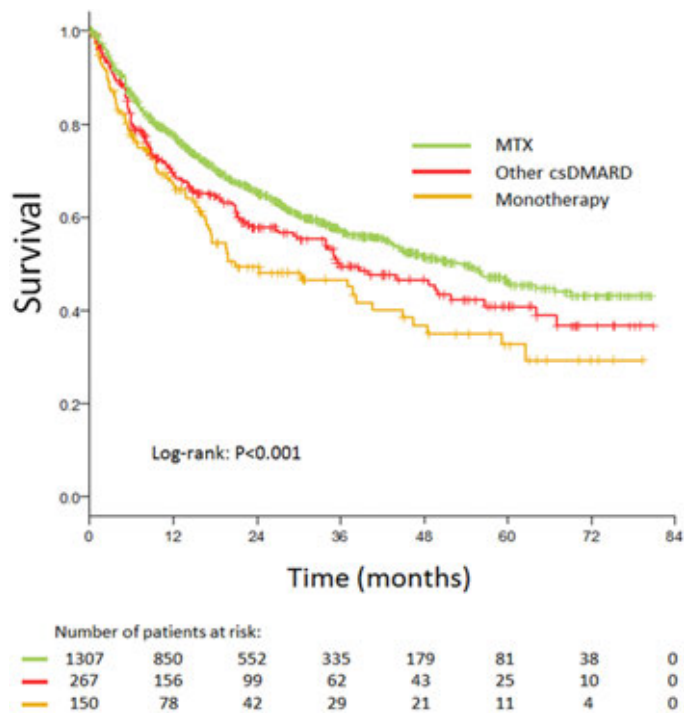 1.0
0.8
0.6
0.4
0.2
0.0
Survival
MTX
Other csDMARD
Monotherapy
Log-rank: P<0.001
0 12 24 36 48 60 72 84
Time (months)
Number of patients at risk:
1307 850 552 335 179 81 38 0
267 156 99 62 43 25 10 0
150 78 42 29 21 11 4 0